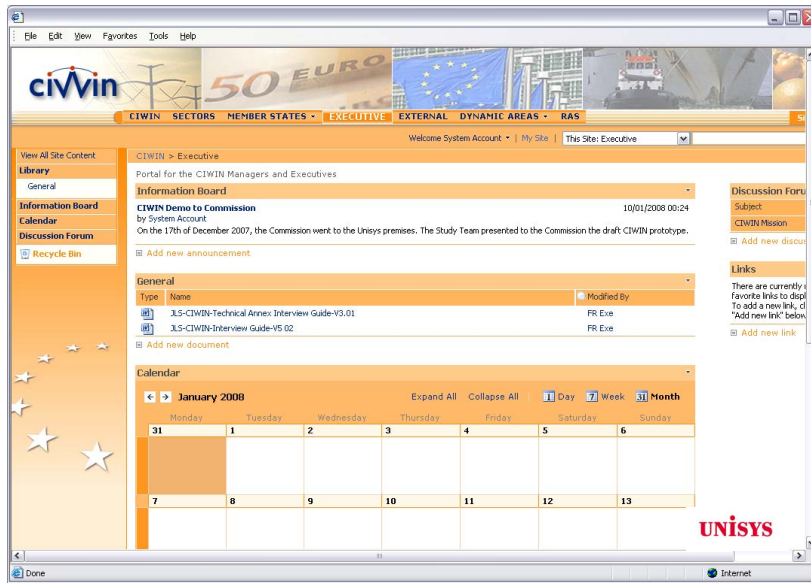 File Edit View Favorites Tools Help
civvin
50 EURO
CIWIN SECTORS MEMBER STATES EXECUTIVE EXTERNAL DYNAMIC AREAS RAS
Welcome System Account | My Site | This Site: Executive
View All Site Content
Library
General
Information Board
Calendar
Discussion Forum
Recycle Bin
CIWIN > Executive
Portal for the CIWIN Managers and Executives
Information Board
CIWIN Demo to Commission 10/01/2008 00:24
by System Account
On the 17th of December 2007, the Commission went to the Unisys premises. The Study Team presented to the Commission the draft CIWIN prototype.
Add new announcement
General
Type Name Modified By
JLS-CIWIN-Technical Annex Interview Guide-V3.01 FR Exe
JLS-CIWIN-Interview Guide-V5 02 FR Exe
Add new document
Calendar
January 2008 Expand All Collapse All 1 Day 7 Week 31 Month
Monday Tuesday Wednesday Thursday Friday Saturday Sunday
31 1 2 3 4 5 6
7 8 9 10 11 12 13
Discussion Foru
Subject
CIWIN Mission
Add new discus
Links
There are currently
favorite links to displ
To add a new link, cl
"Add new link" below.
Add new link
UNISYS
Done Internet